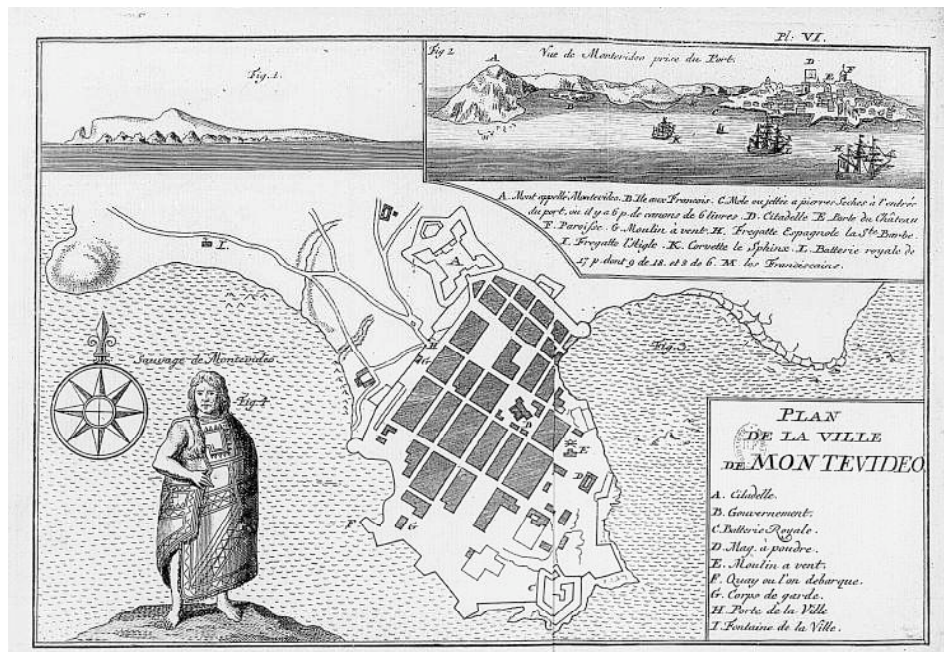 Pl: VI.
Fig. 1.
Fig 2
Vue de Montevideo prise du Port.
A
B
C
D
E
F
H
K
A. Mont appellé Montevideo. B. Ile aux Francois. C. Mole ou jettée a pierres Seches à l'entrée
du port, ou il y a 6 p. de canons de 6 livres. D. Citadelle E. Porte du Château
F. Paroisse. G. Moulin à vent. H. Fregatte Espagnole la Ste. Barbe.
I. Fregatte l'Aigle. K. Corvette le Sphinx. L. Batterie royale de
17 p. dont 9 de 18. et 8 de 6. M. les Franciscains.
I.
A
H
G
Fig. 3
Sauvage de Montevideo
Fig 4
B
E
D
F
G
C
PLAN
DE LA VILLE
DE MONTEVIDEO
A. Citadelle.
B. Gouvernement.
C. Batterie Royale.
D. Mag. à poudre.
E. Moulin a vent.
F. Quay ou l'on debarque.
G. Corps de garde.
H. Porte de la Ville
I. Fontaine de la Ville.